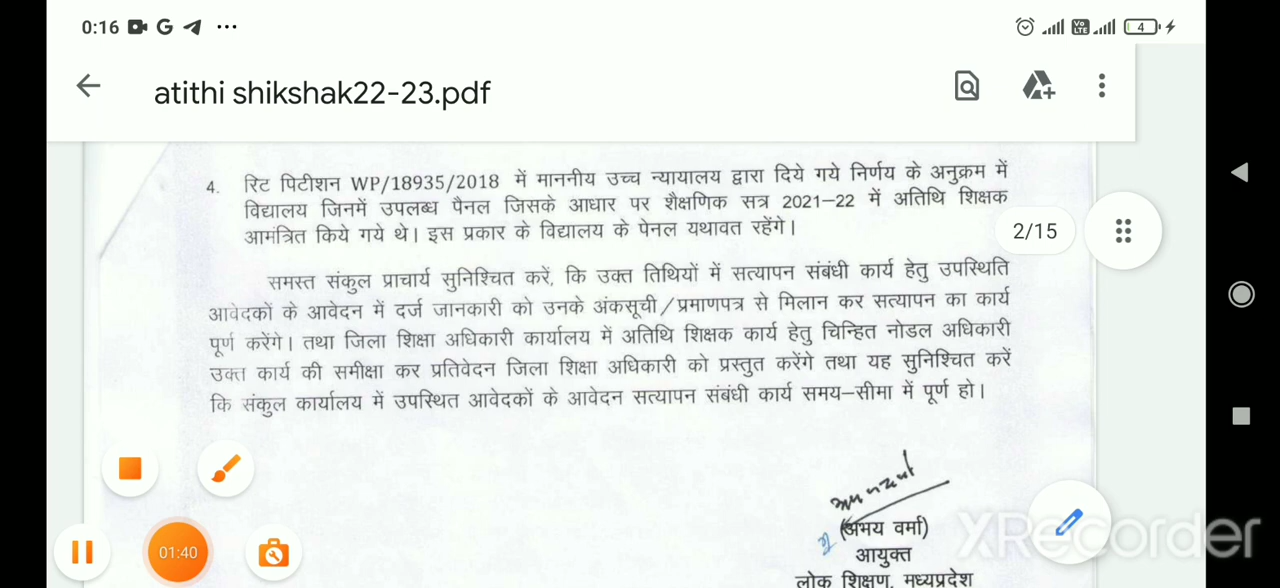 0:16
4
atithi shikshak22-23.pdf
4. रिट पिटीशन WP/18935/2018 में माननीय उच्च न्यायालय द्वारा दिये गये निर्णय के अनुक्रम में
विद्यालय जिनमें उपलब्ध पैनल जिसके आधार पर शैक्षणिक सत्र 2021-22 में अतिथि शिक्षक
आमंत्रित किये गये थे। इस प्रकार के विद्यालय के पेनल यथावत रहेंगे।
2/15
समस्त संकुल प्राचार्य सुनिश्चित करें, कि उक्त तिथियों में सत्यापन संबंधी कार्य हेतु उपस्थिति
आवेदकों के आवेदन में दर्ज जानकारी को उनके अंकसूची/प्रमाणपत्र से मिलान कर सत्यापन का कार्य
पूर्ण करेंगे। तथा जिला शिक्षा अधिकारी कार्यालय में अतिथि शिक्षक कार्य हेतु चिन्हित नोडल अधिकारी
उक्त कार्य की समीक्षा कर प्रतिवेदन जिला शिक्षा अधिकारी को प्रस्तुत करेंगे तथा यह सुनिश्चित करें
कि संकुल कार्यालय में उपस्थित आवेदकों के आवेदन सत्यापन संबंधी कार्य समय-सीमा में पूर्ण हो।
(अभय वर्मा)
आयुक्त
लोक शिक्षण, मध्यप्रदेश
01:40
XRecorder